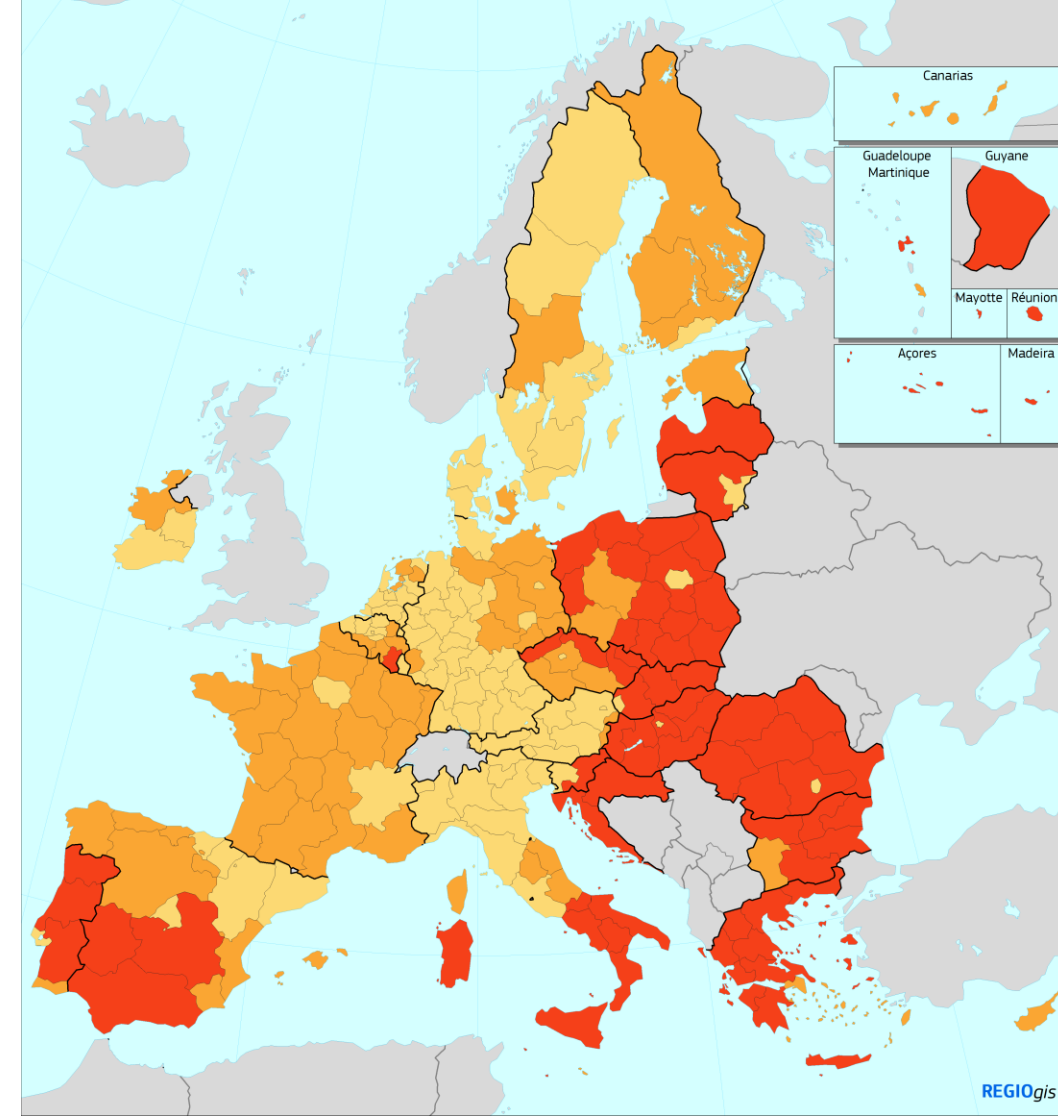 Canarias
Guadeloupe
Martinique
Guyane
Mayotte
Réunion
Açores
Madeira
REGIOgis